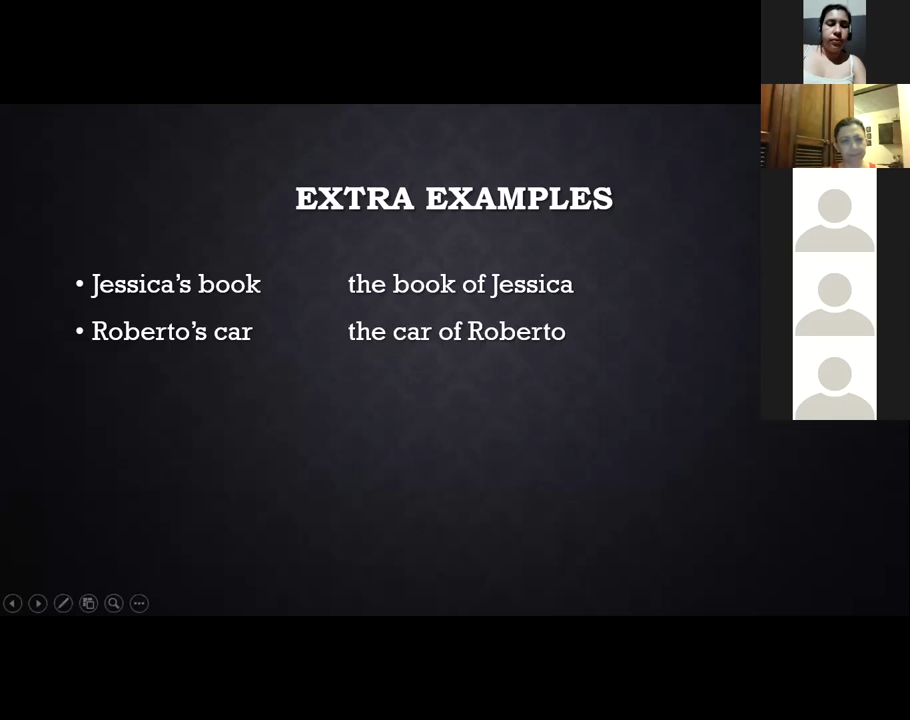 EXTRA EXAMPLES
• Jessica’s book the book of Jessica
• Roberto’s car the car of Roberto